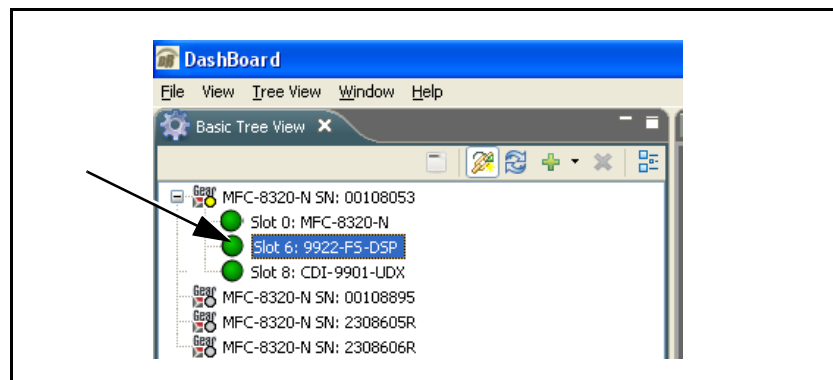 DashBoard
File View Tree View Window Help
Basic Tree View
Gear MFC-8320-N SN: 00108053
Slot 0: MFC-8320-N
Slot 6: 9922-FS-DSP
Slot 8: CDI-9901-UDX
Gear MFC-8320-N SN: 00108895
Gear MFC-8320-N SN: 2308605R
Gear MFC-8320-N SN: 2308606R